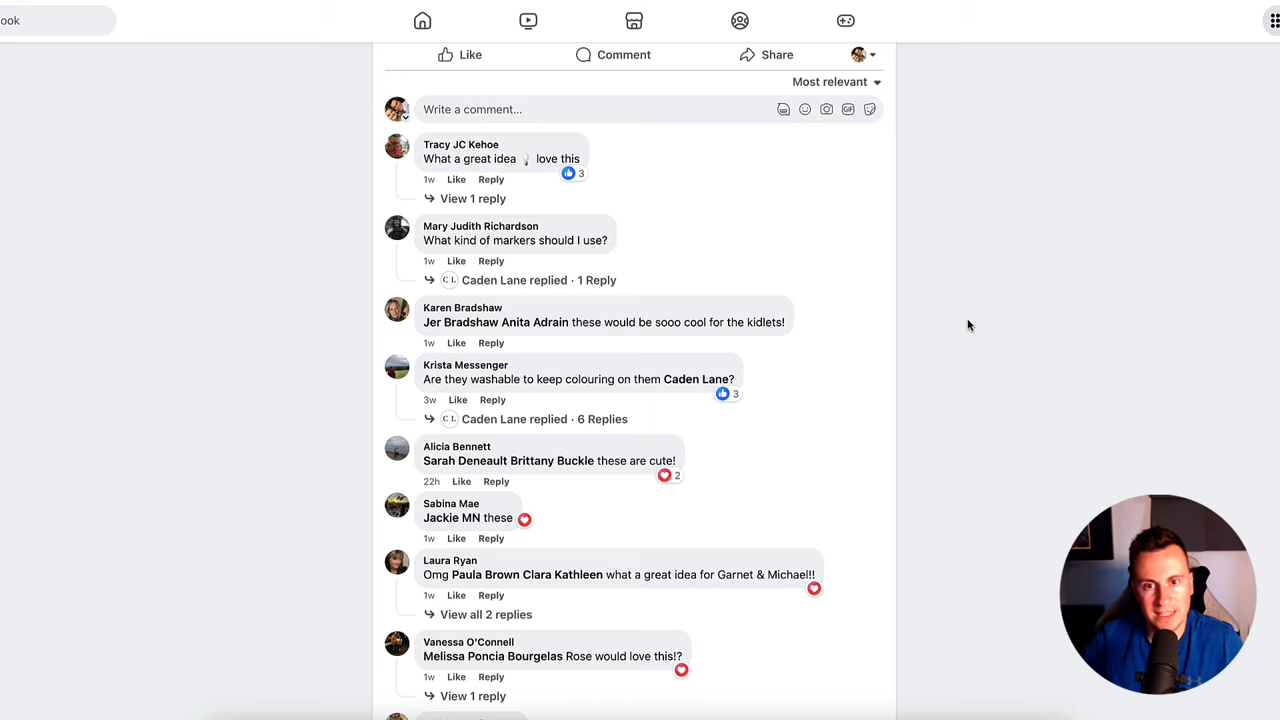 ook
Like Comment Share
Most relevant
Write a comment...
GIF
Tracy JC Kehoe
What a great idea 💡 love this
3
1w Like Reply
View 1 reply
Mary Judith Richardson
What kind of markers should I use?
1w Like Reply
C L Caden Lane replied · 1 Reply
Karen Bradshaw
Jer Bradshaw Anita Adrain these would be sooo cool for the kidlets!
1w Like Reply
Krista Messenger
Are they washable to keep colouring on them Caden Lane?
3
3w Like Reply
C L Caden Lane replied · 6 Replies
Alicia Bennett
Sarah Deneault Brittany Buckle these are cute!
2
22h Like Reply
Sabina Mae
Jackie MN these
1w Like Reply
Laura Ryan
Omg Paula Brown Clara Kathleen what a great idea for Garnet & Michael!!
1w Like Reply
View all 2 replies
Vanessa O'Connell
Melissa Poncia Bourgelas Rose would love this!?
1w Like Reply
View 1 reply